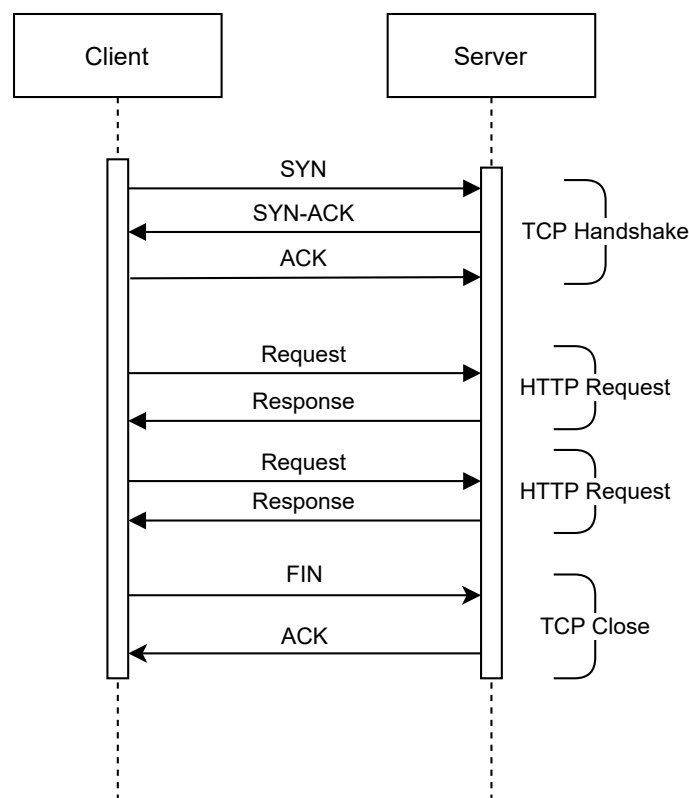 Client
Server
SYN
SYN-ACK
TCP Handshake
ACK
Request
HTTP Request
Response
Request
HTTP Request
Response
FIN
TCP Close
ACK